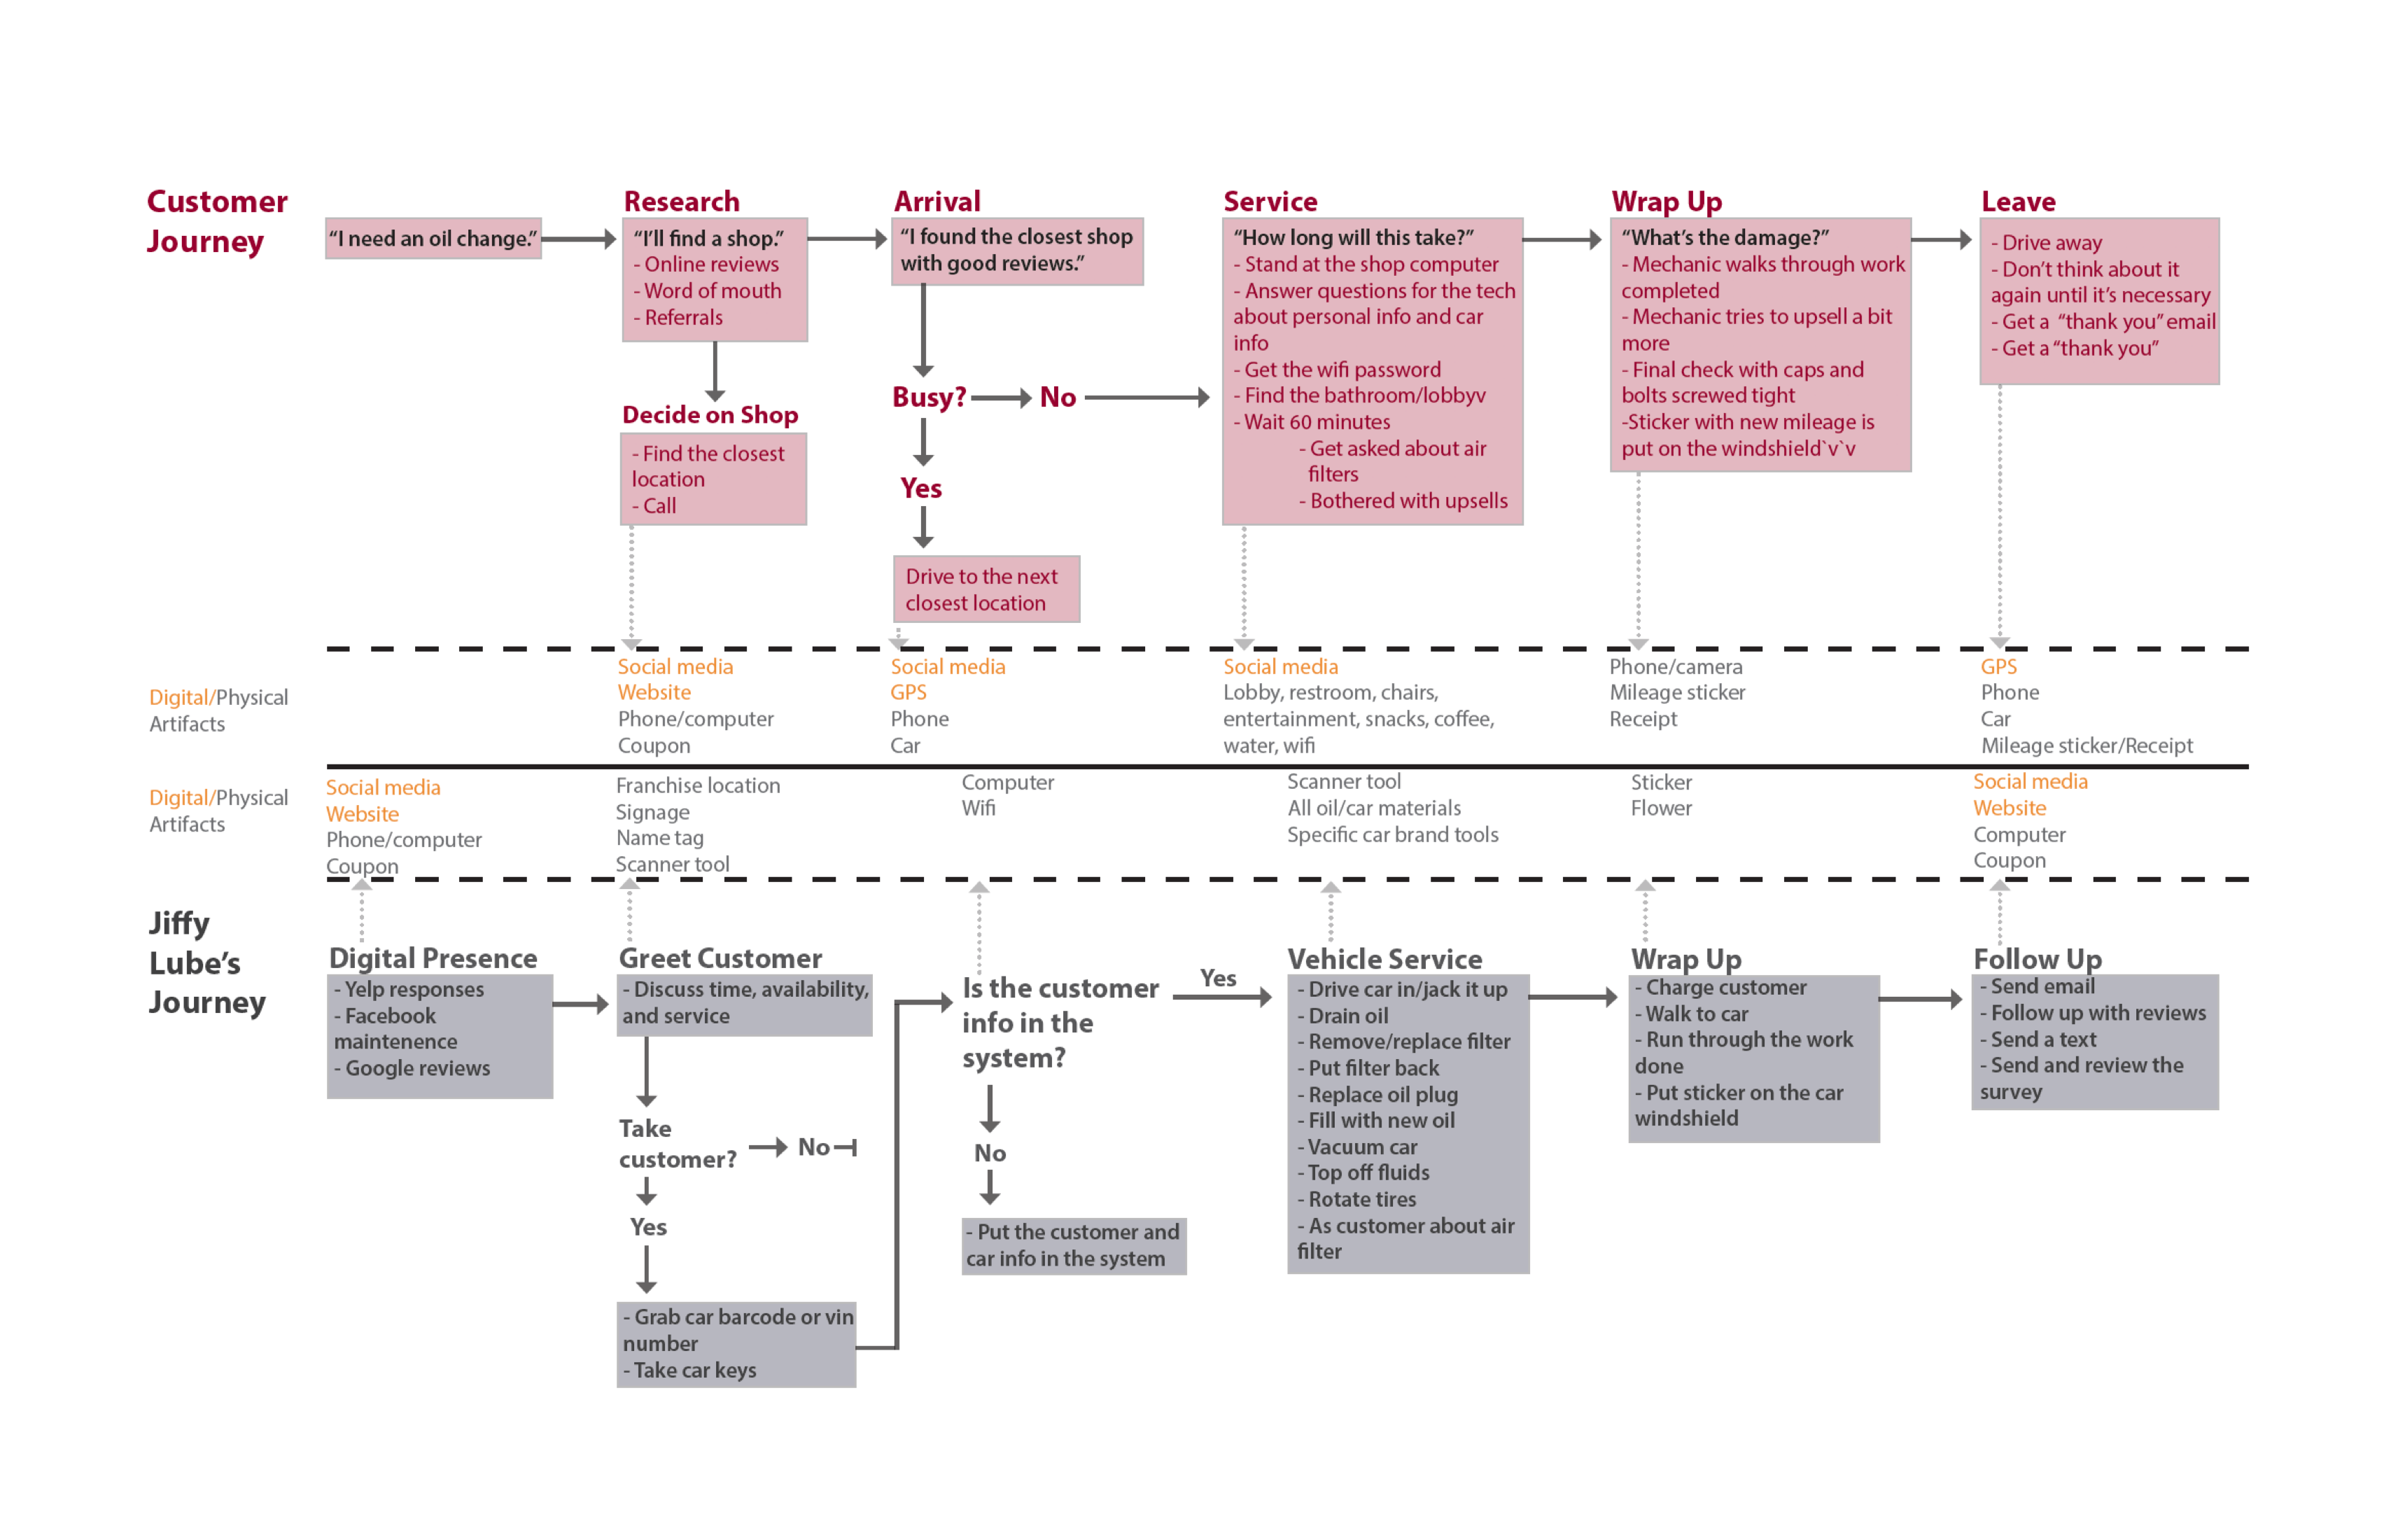 Customer
Journey
“I need an oil change.”
Research
“I’ll find a shop.”
- Online reviews
- Word of mouth
- Referrals
Decide on Shop
- Find the closest
location
- Call
Arrival
“I found the closest shop
with good reviews.”
Busy?
No
Yes
Drive to the next
closest location
Service
“How long will this take?”
- Stand at the shop computer
- Answer questions for the tech
about personal info and car
info
- Get the wifi password
- Find the bathroom/lobbyv
- Wait 60 minutes
- Get asked about air
filters
- Bothered with upsells
Wrap Up
“What’s the damage?”
- Mechanic walks through work
completed
- Mechanic tries to upsell a bit
more
- Final check with caps and
bolts screwed tight
-Sticker with new mileage is
put on the windshield`v`v
Leave
- Drive away
- Don’t think about it
again until it’s necessary
- Get a “thank you” email
- Get a “thank you”
Digital/Physical
Artifacts
Social media
Website
Phone/computer
Coupon
Social media
GPS
Phone
Car
Social media
Lobby, restroom, chairs,
entertainment, snacks, coffee,
water, wifi
Phone/camera
Mileage sticker
Receipt
GPS
Phone
Car
Mileage sticker/Receipt
Digital/Physical
Artifacts
Social media
Website
Phone/computer
Coupon
Franchise location
Signage
Name tag
Scanner tool
Computer
Wifi
Scanner tool
All oil/car materials
Specific car brand tools
Sticker
Flower
Social media
Website
Computer
Coupon
Jiffy
Lube’s
Journey
Digital Presence
- Yelp responses
- Facebook
maintenence
- Google reviews
Greet Customer
- Discuss time, availability,
and service
Take
customer?
No
Yes
- Grab car barcode or vin
number
- Take car keys
Is the customer
info in the
system?
Yes
No
- Put the customer and
car info in the system
Vehicle Service
- Drive car in/jack it up
- Drain oil
- Remove/replace filter
- Put filter back
- Replace oil plug
- Fill with new oil
- Vacuum car
- Top off fluids
- Rotate tires
- As customer about air
filter
Wrap Up
- Charge customer
- Walk to car
- Run through the work
done
- Put sticker on the car
windshield
Follow Up
- Send email
- Follow up with reviews
- Send a text
- Send and review the
survey